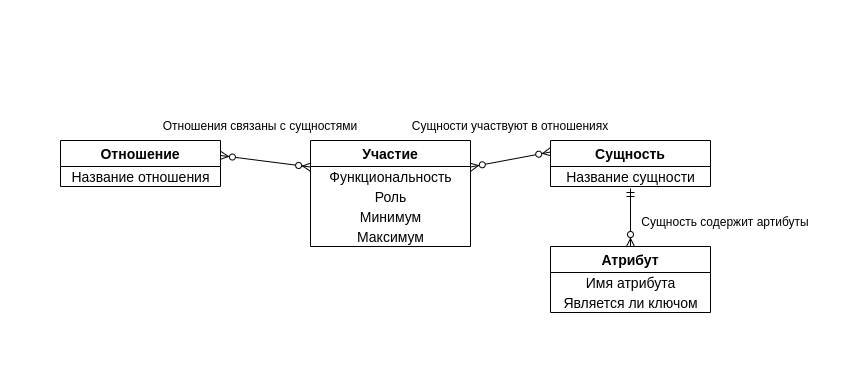 Отношения связаны с сущностями
Сущности участвуют в отношениях
Отношение
Название отношения
Участие
Функциональность
Роль
Минимум
Максимум
Сущность
Название сущности
Сущность содержит артибуты
Атрибут
Имя атрибута
Является ли ключом